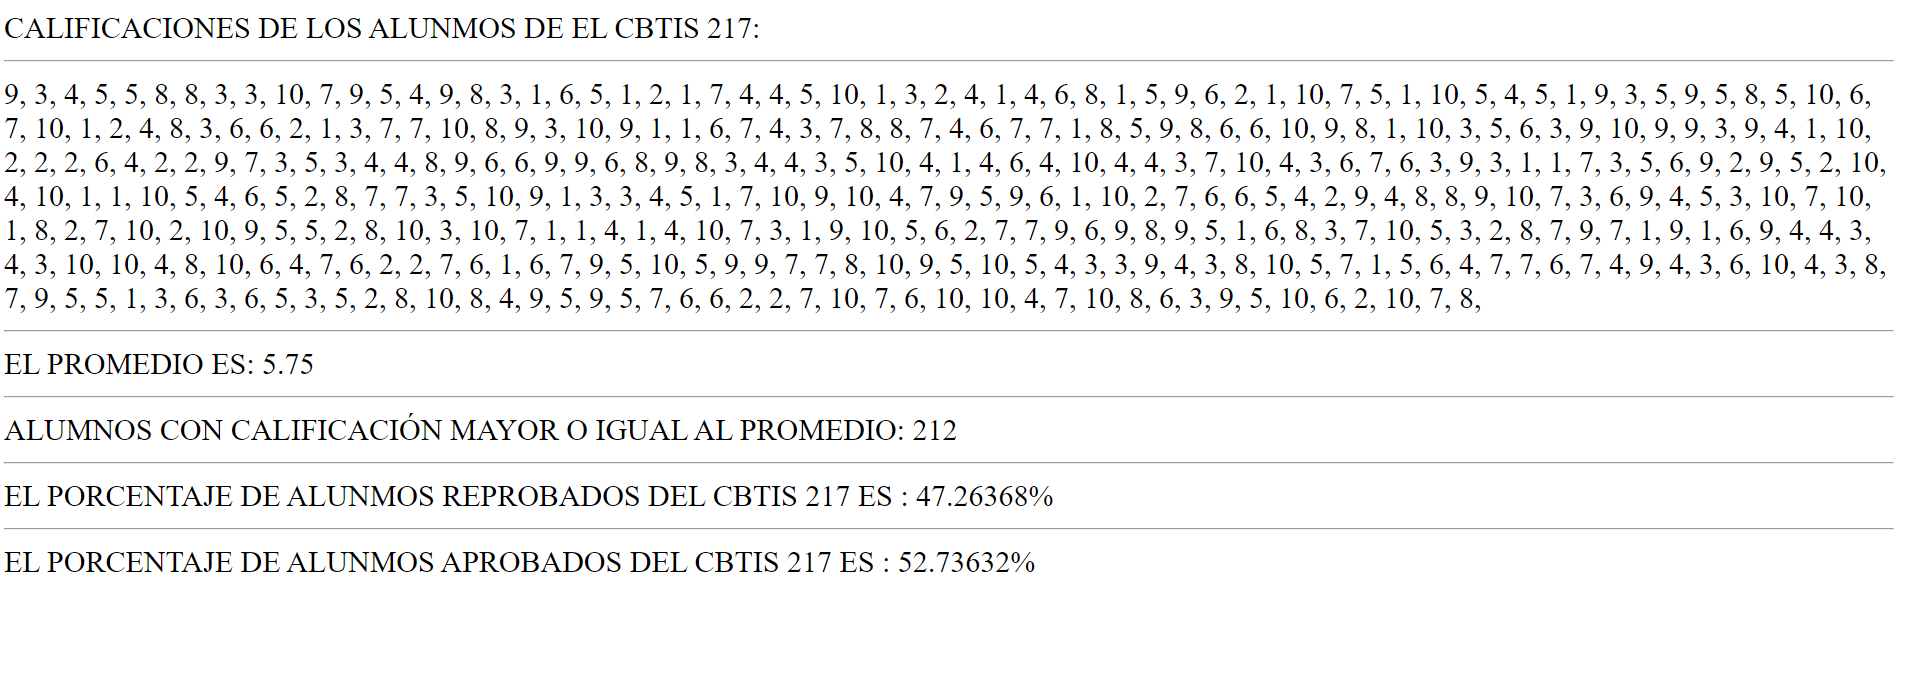 CALIFICACIONES DE LOS ALUNMOS DE EL CBTIS 217:
9, 3, 4, 5, 5, 8, 8, 3, 3, 10, 7, 9, 5, 4, 9, 8, 3, 1, 6, 5, 1, 2, 1, 7, 4, 4, 5, 10, 1, 3, 2, 4, 1, 4, 6, 8, 1, 5, 9, 6, 2, 1, 10, 7, 5, 1, 10, 5, 4, 5, 1, 9, 3, 5, 9, 5, 8, 5, 10, 6,
7, 10, 1, 2, 4, 8, 3, 6, 6, 2, 1, 3, 7, 7, 10, 8, 9, 3, 10, 9, 1, 1, 6, 7, 4, 3, 7, 8, 8, 7, 4, 6, 7, 7, 1, 8, 5, 9, 8, 6, 6, 10, 9, 8, 1, 10, 3, 5, 6, 3, 9, 10, 9, 9, 3, 9, 4, 1, 10,
2, 2, 2, 6, 4, 2, 2, 9, 7, 3, 5, 3, 4, 4, 8, 9, 6, 6, 9, 9, 6, 8, 9, 8, 3, 4, 4, 3, 5, 10, 4, 1, 4, 6, 4, 10, 4, 4, 3, 7, 10, 4, 3, 6, 7, 6, 3, 9, 3, 1, 1, 7, 3, 5, 6, 9, 2, 9, 5, 2, 10,
4, 10, 1, 1, 10, 5, 4, 6, 5, 2, 8, 7, 7, 3, 5, 10, 9, 1, 3, 3, 4, 5, 1, 7, 10, 9, 10, 4, 7, 9, 5, 9, 6, 1, 10, 2, 7, 6, 6, 5, 4, 2, 9, 4, 8, 8, 9, 10, 7, 3, 6, 9, 4, 5, 3, 10, 7, 10,
1, 8, 2, 7, 10, 2, 10, 9, 5, 5, 2, 8, 10, 3, 10, 7, 1, 1, 4, 1, 4, 10, 7, 3, 1, 9, 10, 5, 6, 2, 7, 7, 9, 6, 9, 8, 9, 5, 1, 6, 8, 3, 7, 10, 5, 3, 2, 8, 7, 9, 7, 1, 9, 1, 6, 9, 4, 4, 3,
4, 3, 10, 10, 4, 8, 10, 6, 4, 7, 6, 2, 2, 7, 6, 1, 6, 7, 9, 5, 10, 5, 9, 9, 7, 7, 8, 10, 9, 5, 10, 5, 4, 3, 3, 9, 4, 3, 8, 10, 5, 7, 1, 5, 6, 4, 7, 7, 6, 7, 4, 9, 4, 3, 6, 10, 4, 3, 8,
7, 9, 5, 5, 1, 3, 6, 3, 6, 5, 3, 5, 2, 8, 10, 8, 4, 9, 5, 9, 5, 7, 6, 6, 2, 2, 7, 10, 7, 6, 10, 10, 4, 7, 10, 8, 6, 3, 9, 5, 10, 6, 2, 10, 7, 8,
EL PROMEDIO ES: 5.75
ALUMNOS CON CALIFICACIÓN MAYOR O IGUAL AL PROMEDIO: 212
EL PORCENTAJE DE ALUNMOS REPROBADOS DEL CBTIS 217 ES : 47.26368%
EL PORCENTAJE DE ALUNMOS APROBADOS DEL CBTIS 217 ES : 52.73632%